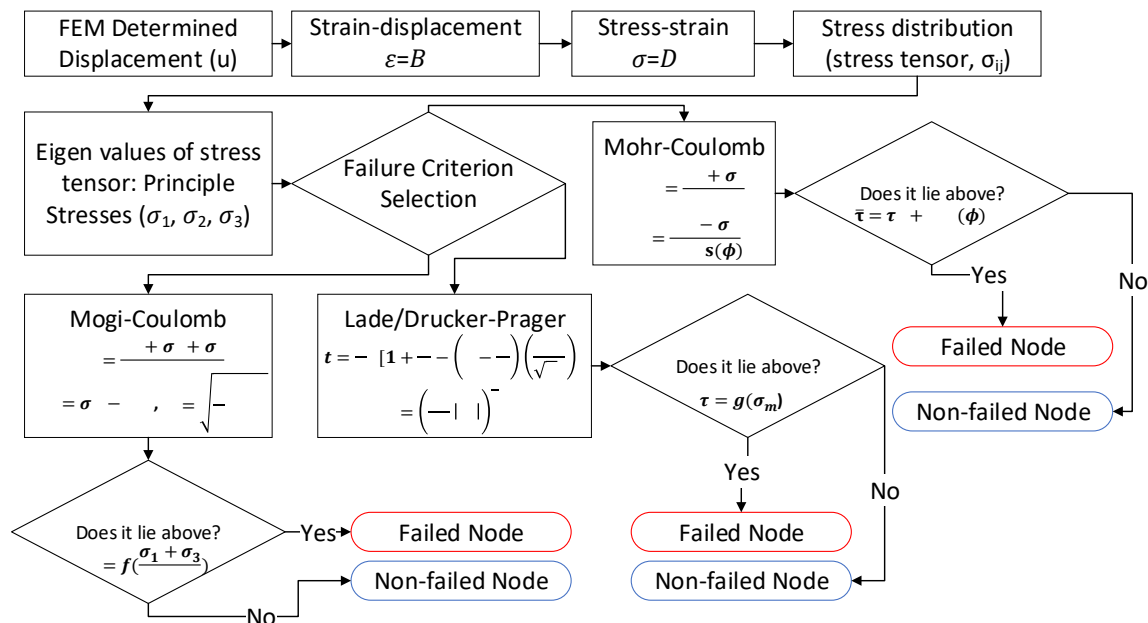 FEM Determined
Displacement (u)
Strain-displacement
ε=B
Stress-strain
σ=D
Stress distribution
(stress tensor, σij)
Eigen values of stress
tensor: Principle
Stresses (σ1, σ2, σ3)
Failure Criterion
Selection
Mohr-Coulomb
= + σ
= − σ
s(ϕ)
Does it lie above?
τ̄ = τ + (ϕ)
Yes
No
Failed Node
Non-failed Node
Mogi-Coulomb
= + σ + σ
= σ − , = √
Lade/Drucker-Prager
t = − [1 + − − ( − ) ( √ )
= ( | | )−
Does it lie above?
τ = g(σm)
Yes
No
Failed Node
Non-failed Node
Does it lie above?
= f(σ1 + σ3)
Yes
Failed Node
No
Non-failed Node